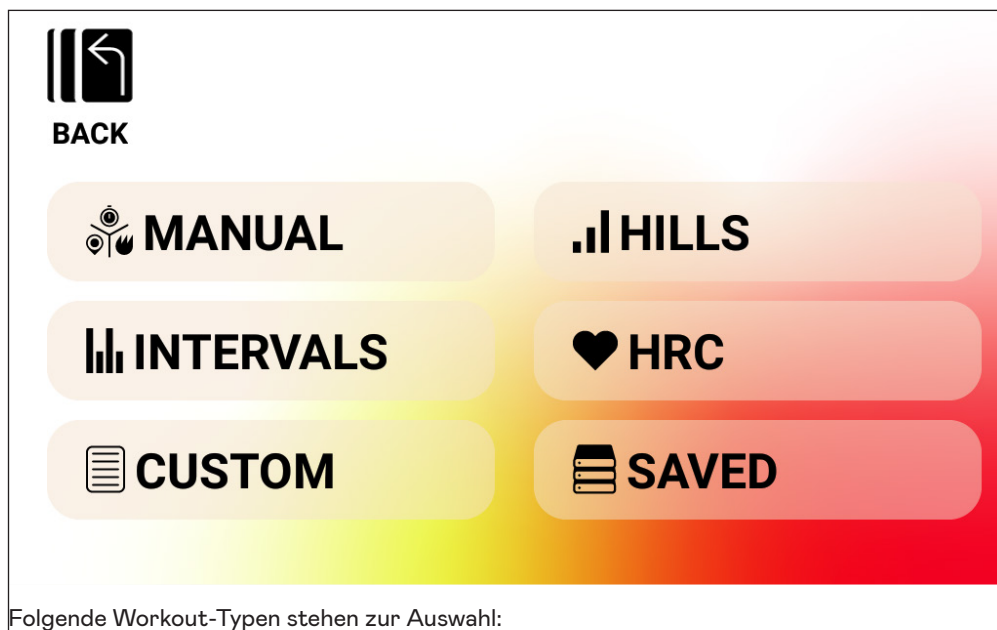 BACK
MANUAL
HILLS
INTERVALS
HRC
CUSTOM
SAVED
Folgende Workout-Typen stehen zur Auswahl: